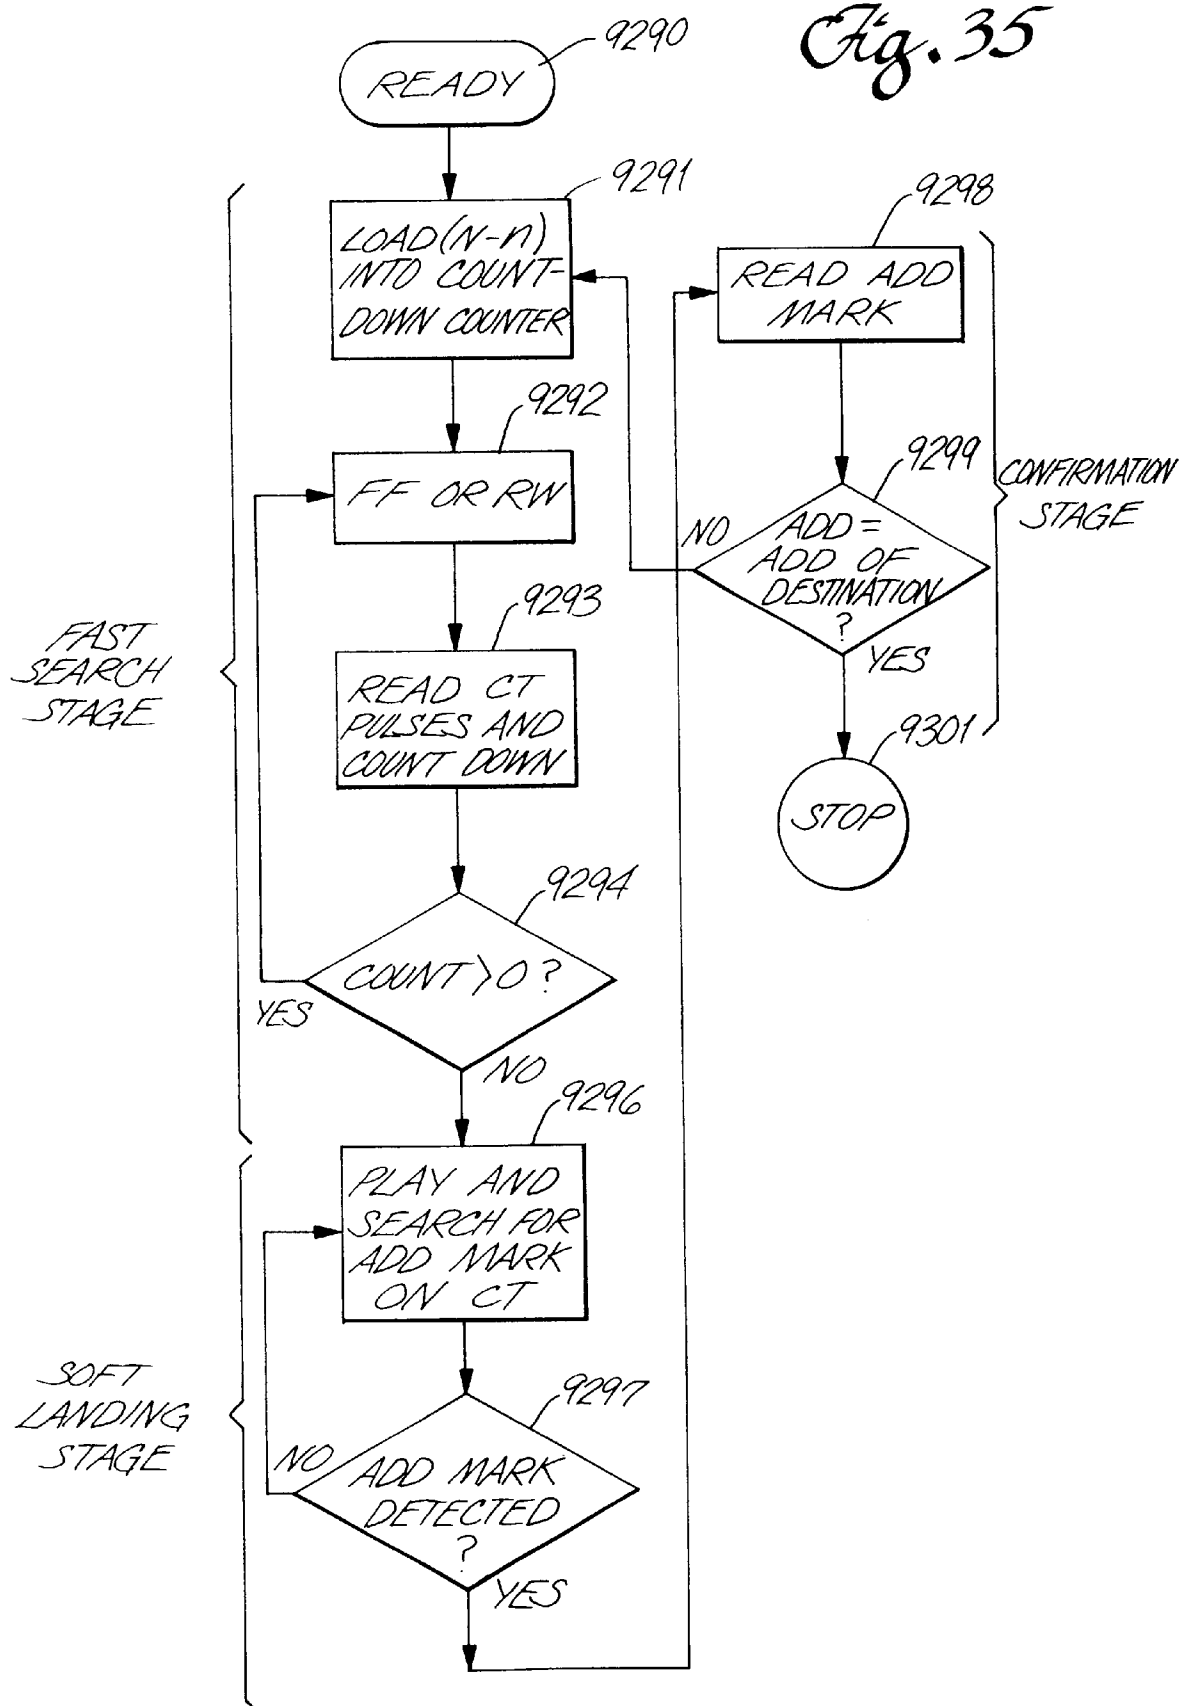 Fig. 35
9290
READY
9291
LOAD (N-n)
INTO COUNT-
DOWN COUNTER
9292
FF OR RW
9293
READ CT
PULSES AND
COUNT DOWN
9294
COUNT > 0 ?
YES
NO
FAST
SEARCH
STAGE
9296
PLAY AND
SEARCH FOR
ADD MARK
ON CT
9297
ADD MARK
DETECTED
?
NO
YES
SOFT
LANDING
STAGE
9298
READ ADD
MARK
9299
ADD =
ADD OF
DESTINATION
?
NO
YES
CONFIRMATION
STAGE
9301
STOP